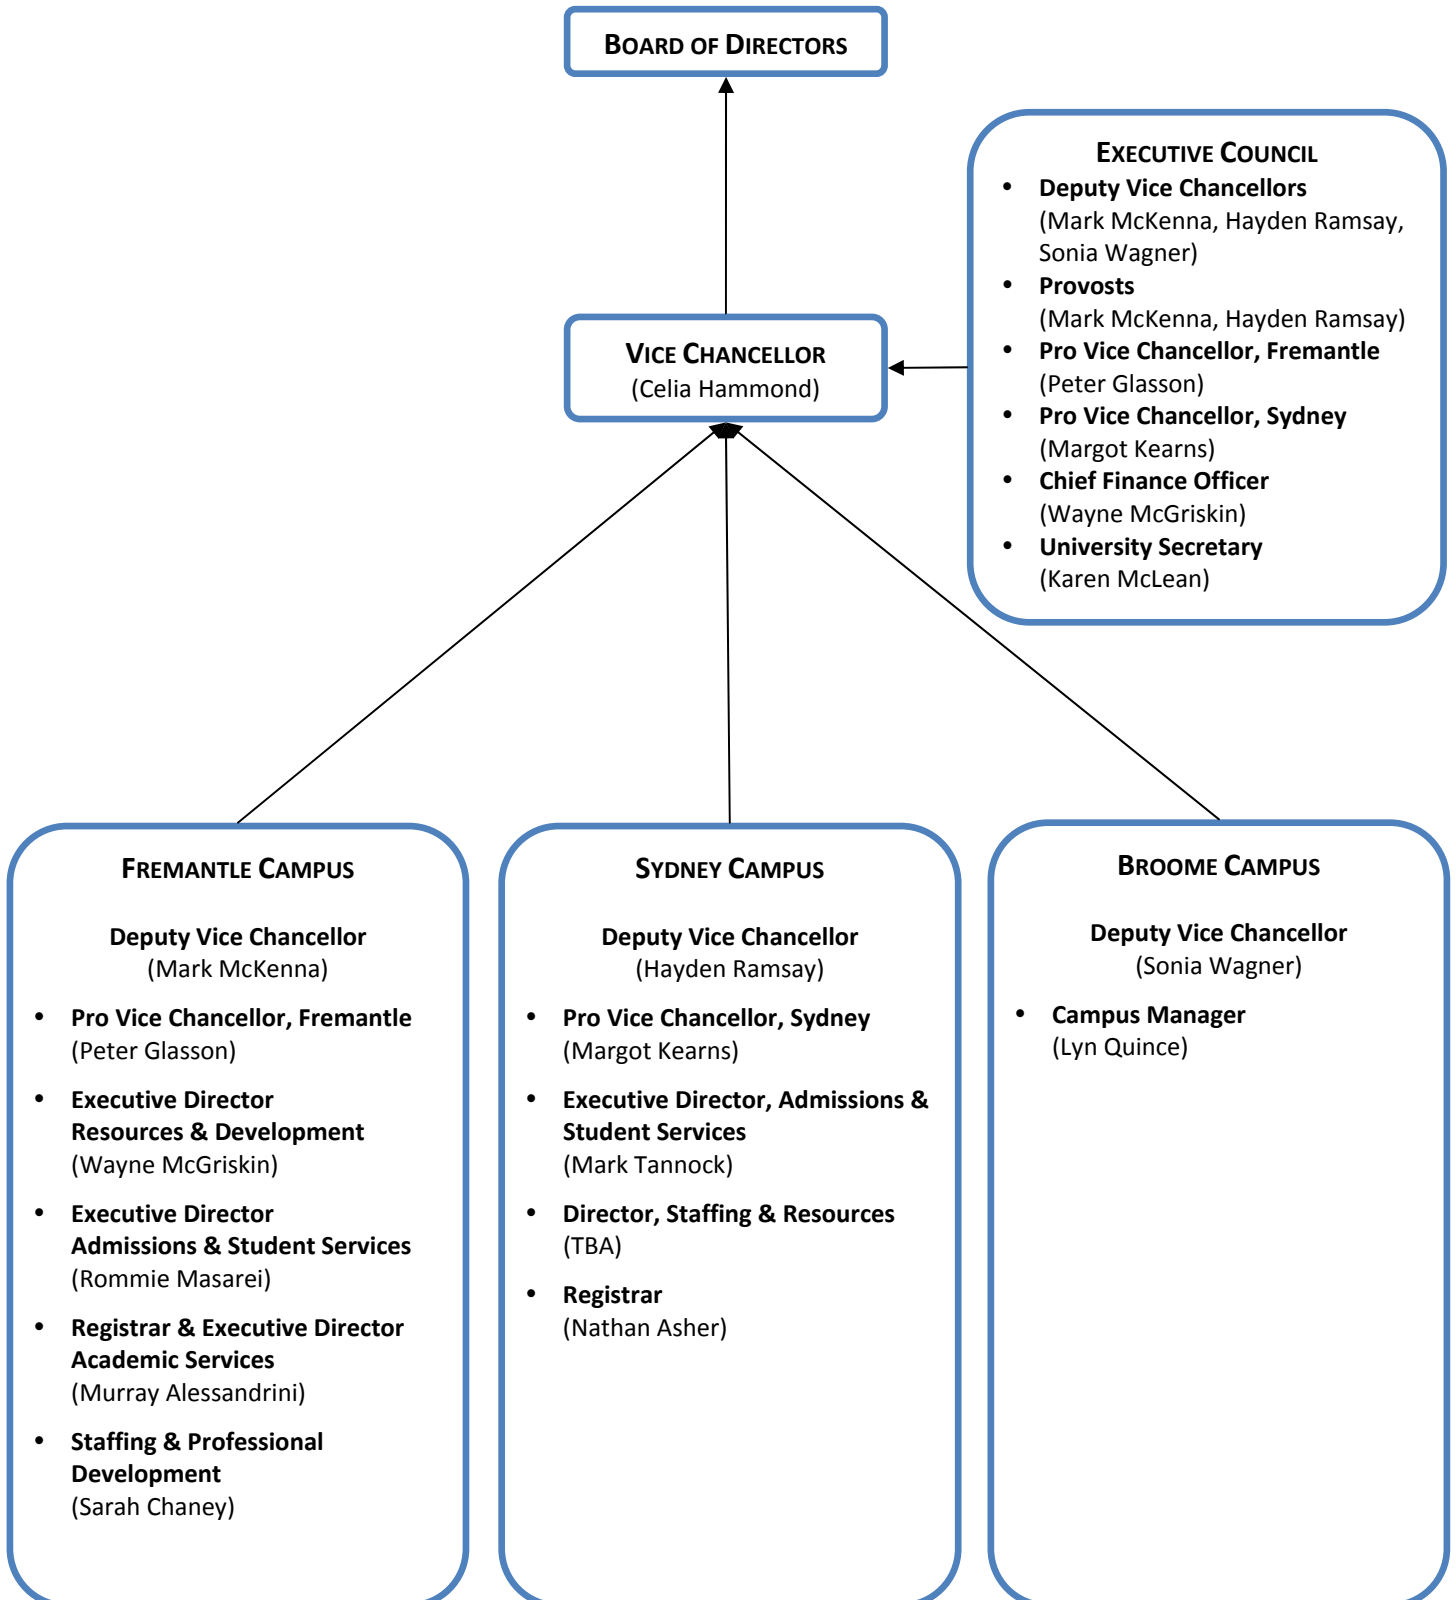 BOARD OF DIRECTORS
EXECUTIVE COUNCIL
• Deputy Vice Chancellors
(Mark McKenna, Hayden Ramsay,
Sonia Wagner)
• Provosts
(Mark McKenna, Hayden Ramsay)
• Pro Vice Chancellor, Fremantle
(Peter Glasson)
• Pro Vice Chancellor, Sydney
(Margot Kearns)
• Chief Finance Officer
(Wayne McGriskin)
• University Secretary
(Karen McLean)
VICE CHANCELLOR
(Celia Hammond)
FREMANTLE CAMPUS
Deputy Vice Chancellor
(Mark McKenna)
• Pro Vice Chancellor, Fremantle
(Peter Glasson)
• Executive Director
Resources & Development
(Wayne McGriskin)
• Executive Director
Admissions & Student Services
(Rommie Masarei)
• Registrar & Executive Director
Academic Services
(Murray Alessandrini)
• Staffing & Professional
Development
(Sarah Chaney)
SYDNEY CAMPUS
Deputy Vice Chancellor
(Hayden Ramsay)
• Pro Vice Chancellor, Sydney
(Margot Kearns)
• Executive Director, Admissions &
Student Services
(Mark Tannock)
• Director, Staffing & Resources
(TBA)
• Registrar
(Nathan Asher)
BROOME CAMPUS
Deputy Vice Chancellor
(Sonia Wagner)
• Campus Manager
(Lyn Quince)